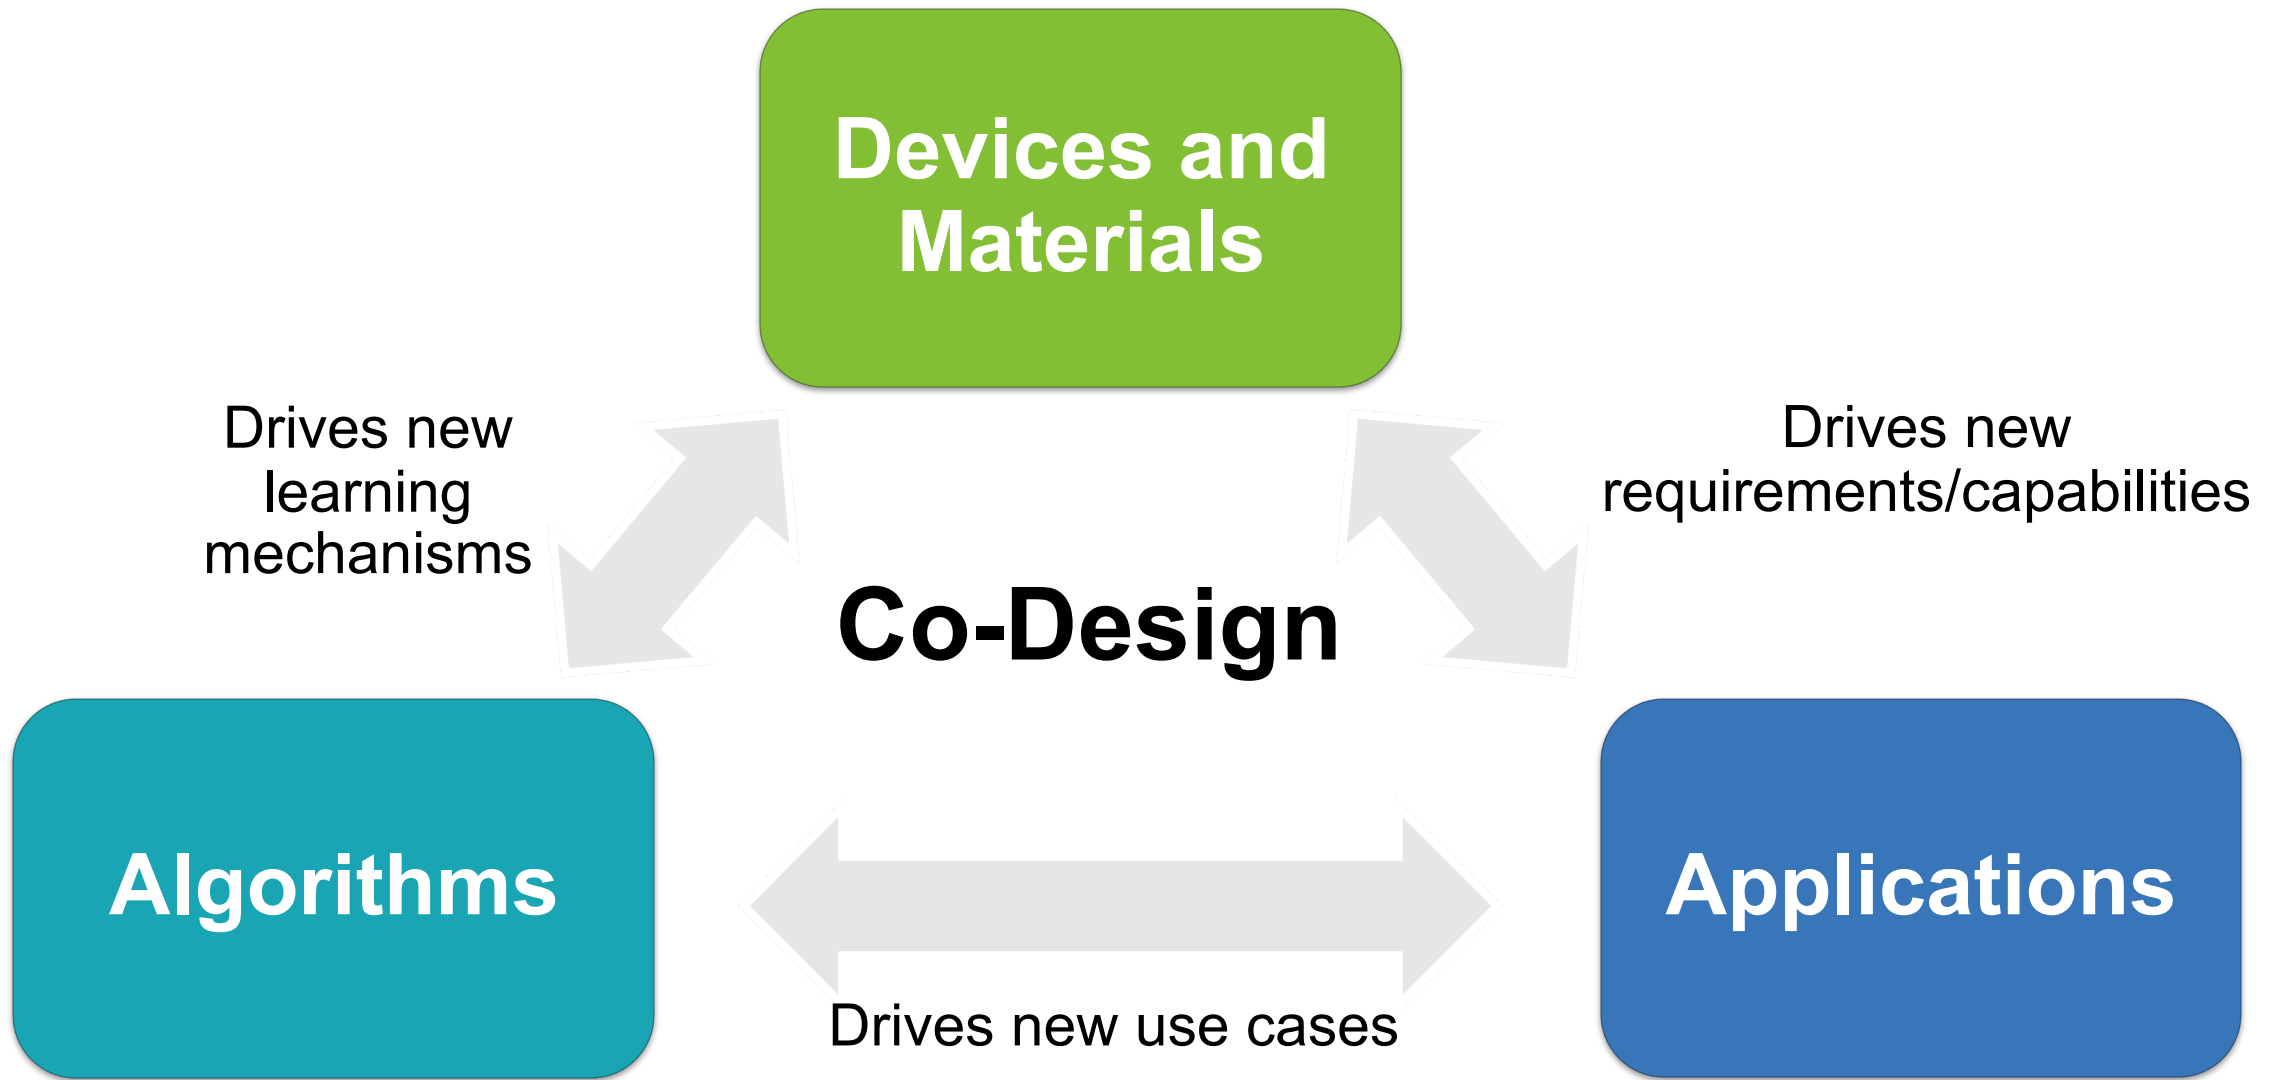 Devices and
Materials
Drives new
learning
mechanisms
Drives new
requirements/capabilities
Co-Design
Algorithms
Applications
Drives new use cases